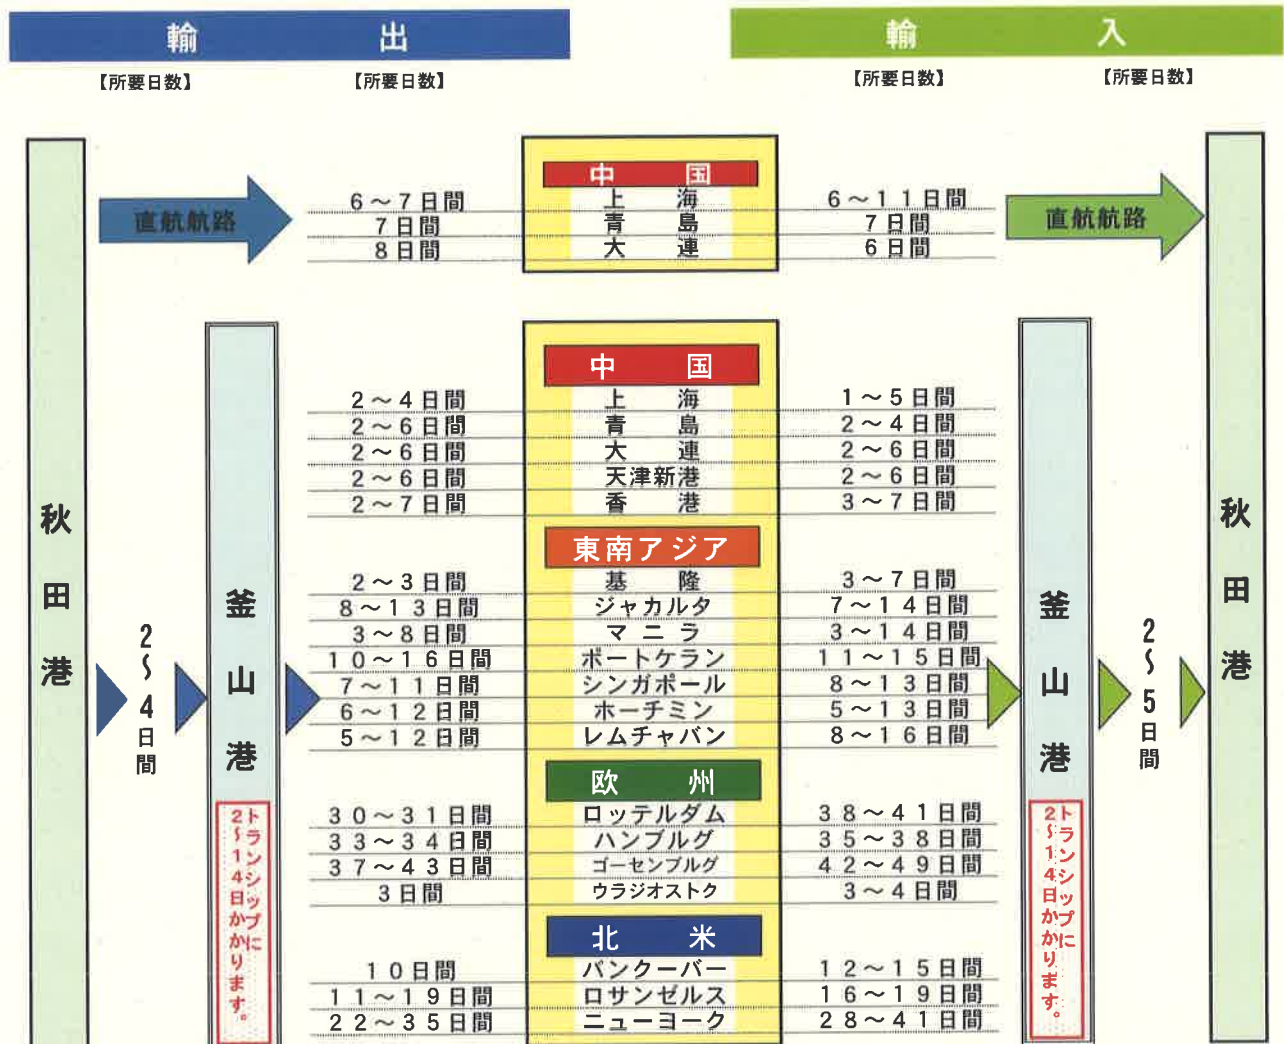 輸出
輸入
【所要日数】 【所要日数】 【所要日数】 【所要日数】
中国
直航航路
直航航路
6～7日間 上海 6～11日間
7日間 青島 7日間
8日間 大連 6日間
秋田港
2～4日間
釜山港
トランシップに
2～14日かかります。
中国
2～4日間 上海 1～5日間
2～6日間 青島 2～4日間
2～6日間 大連 2～6日間
2～6日間 天津新港 2～6日間
2～7日間 香港 3～7日間
東南アジア
2～3日間 基隆 3～7日間
8～13日間 ジャカルタ 7～14日間
3～8日間 マニラ 3～14日間
10～16日間 ポートケラン 11～15日間
7～11日間 シンガポール 8～13日間
6～12日間 ホーチミン 5～13日間
5～12日間 レムチャバン 8～16日間
欧州
30～31日間 ロッテルダム 38～41日間
33～34日間 ハンブルグ 35～38日間
37～43日間 ゴーセンブルグ 42～49日間
3日間 ウラジオストク 3～4日間
北米
10日間 バンクーバー 12～15日間
11～19日間 ロサンゼルス 16～19日間
22～35日間 ニューヨーク 28～41日間
釜山港
トランシップに
2～14日かかります。
2～5日間
秋田港